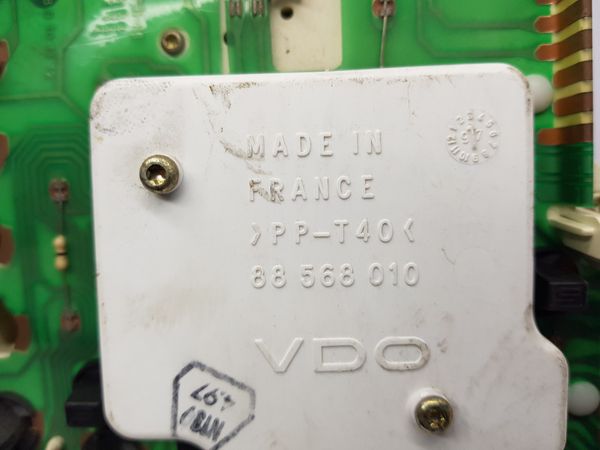 MADE IN
FRANCE
>PP-T40<
88 568 010
VDO